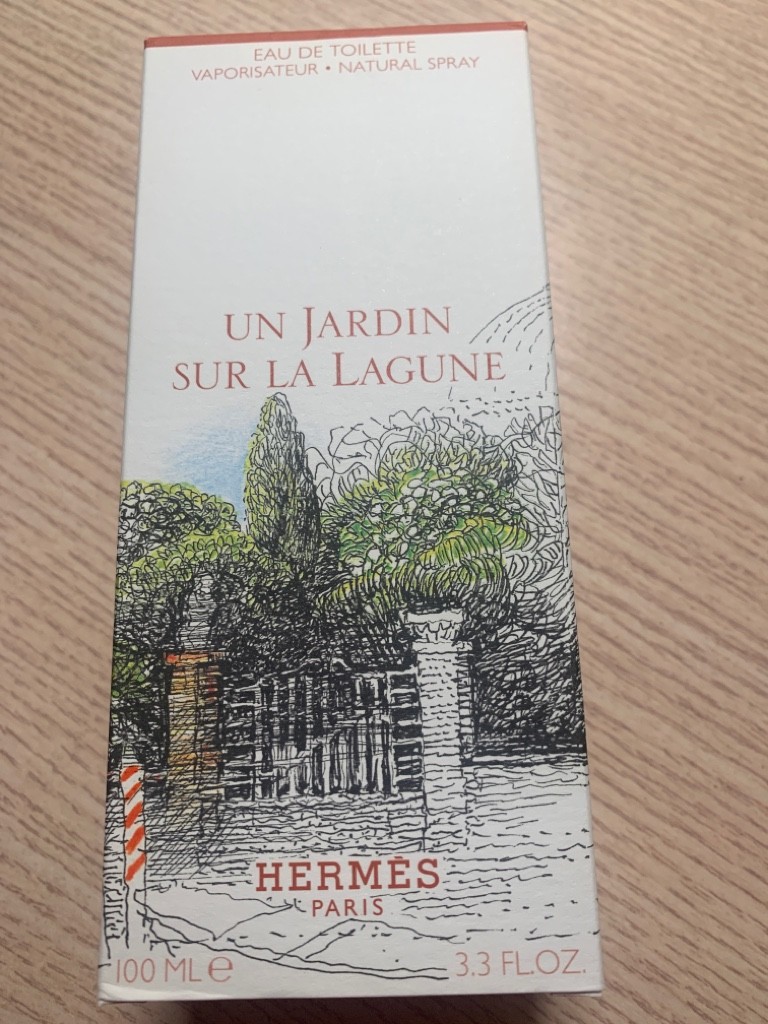 EAU DE TOILETTE
VAPORISATEUR • NATURAL SPRAY
UN JARDIN
SUR LA LAGUNE
HERMÈS
PARIS
100 ML ℮ 3.3 FL.OZ.